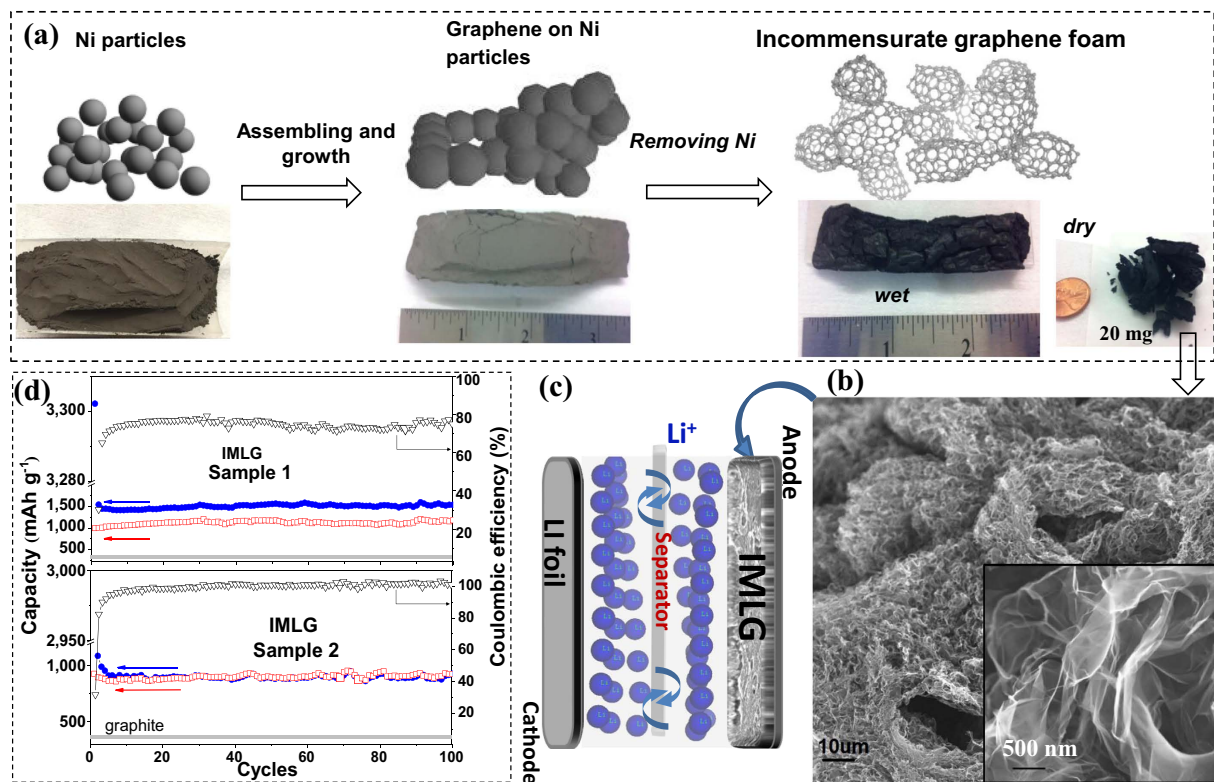 (a)
Ni particles
Assembling and
growth
Graphene on Ni
particles
Removing Ni
Incommensurate graphene foam
wet
dry
20 mg
1
2
3
1
2
(d)
Capacity (mAh g⁻¹)
3,300
3,280
1,500
1,000
500
IMLG
Sample 1
100
80
60
40
20
Coulombic efficiency (%)
3,000
2,950
1,000
500
IMLG
Sample 2
graphite
100
80
60
40
20
0
20
40
60
80
100
Cycles
(c)
Li⁺
LI foil
Separator
IMLG
Anode
Cathode
(b)
10um
500 nm